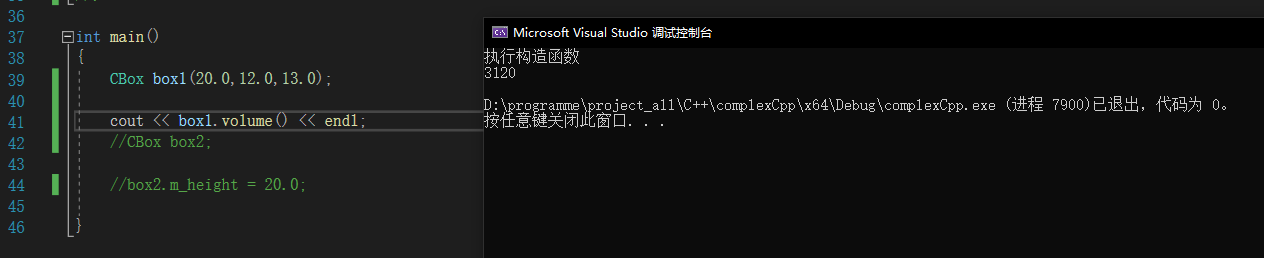 36
37 int main()
38 {
39 CBox box1(20.0,12.0,13.0);
40
41 cout << box1.volume() << endl;
42 //CBox box2;
43
44 //box2.m_height = 20.0;
45
46 }
Microsoft Visual Studio 调试控制台
执行构造函数
3120
D:\programme\project_all\C++\complexCpp\x64\Debug\complexCpp.exe (进程 7900)已退出，代码为 0。
按任意键关闭此窗口. . .